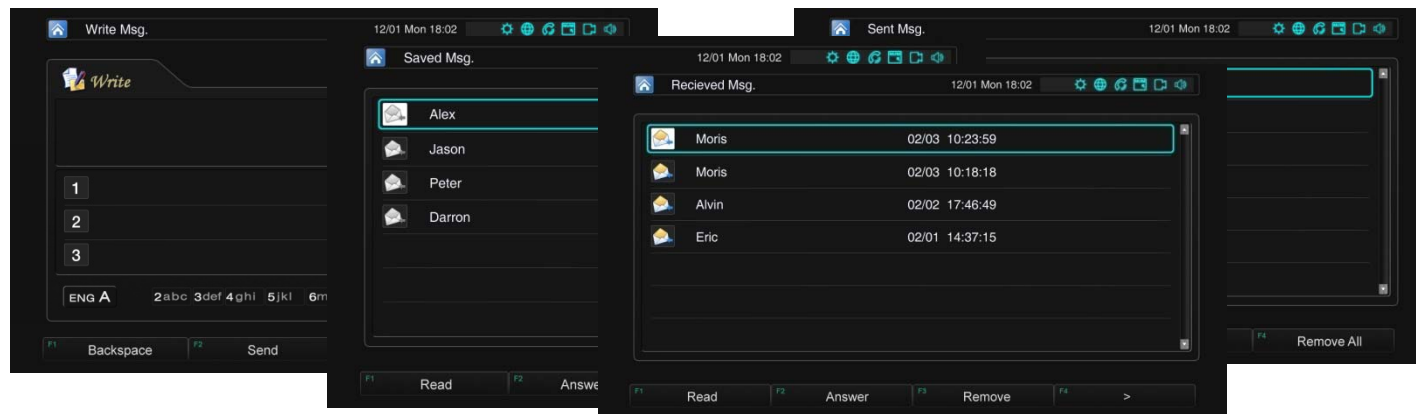 Write Msg.
12/01 Mon 18:02
Write
1
2
3
ENG A 2abc 3def 4ghi 5jkl 6m
F1 Backspace F2 Send
Saved Msg.
12/01 Mon 18:02
Alex
Jason
Peter
Darron
F1 Read F2 Answe
Recieved Msg.
12/01 Mon 18:02
Moris 02/03 10:23:59
Moris 02/03 10:18:18
Alvin 02/02 17:46:49
Eric 02/01 14:37:15
F1 Read F2 Answer F3 Remove F4 >
Sent Msg.
12/01 Mon 18:02
F4 Remove All